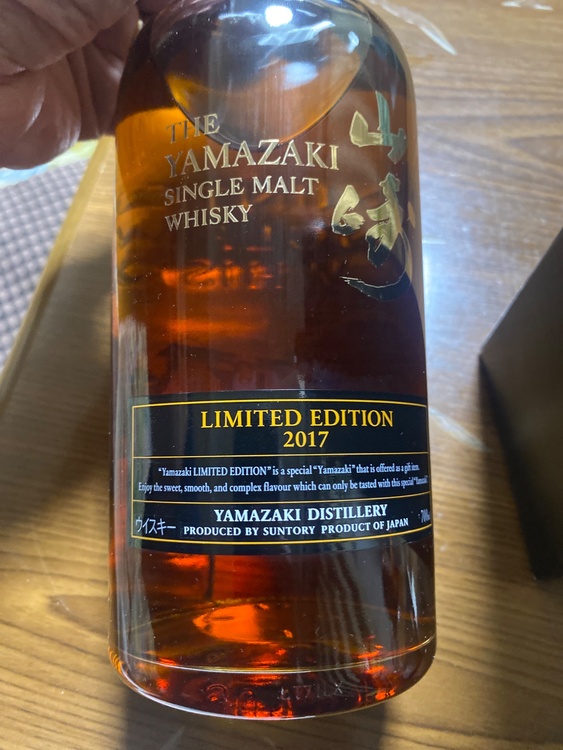 THE
YAMAZAKI
SINGLE MALT
WHISKY
山崎
LIMITED EDITION
2017
"Yamazaki LIMITED EDITION" is a special "Yamazaki" that is offered as a gift item.
Enjoy the sweet, smooth, and complex flavour which can only be tasted with this special "Yamazaki".
YAMAZAKI DISTILLERY
ウイスキー PRODUCED BY SUNTORY PRODUCT OF JAPAN